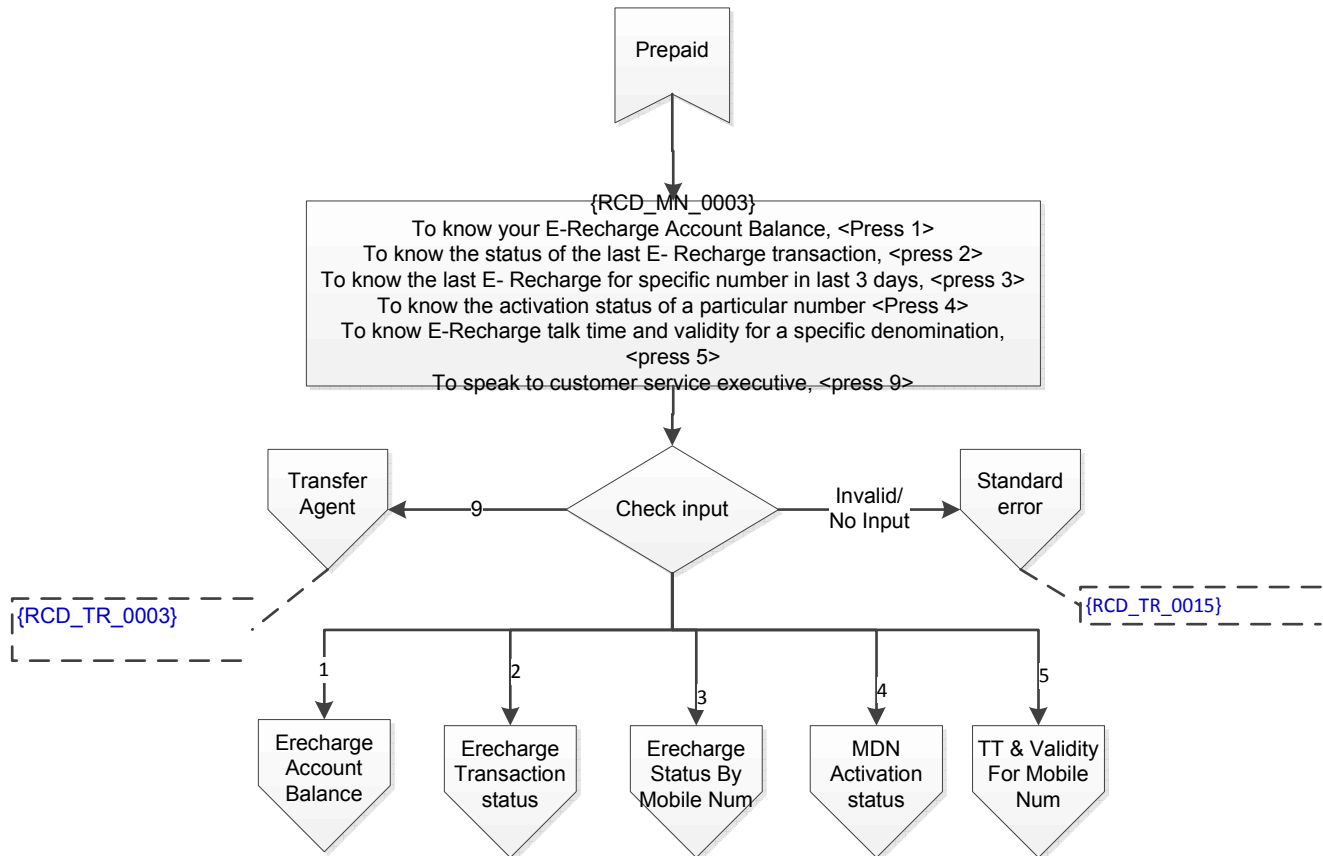 Prepaid
{RCD_MN_0003}
To know your E-Recharge Account Balance, <Press 1>
To know the status of the last E- Recharge transaction, <press 2>
To know the last E- Recharge for specific number in last 3 days, <press 3>
To know the activation status of a particular number <Press 4>
To know E-Recharge talk time and validity for a specific denomination,
<press 5>
To speak to customer service executive, <press 9>
Transfer
Agent
9
Check input
Invalid/
No Input
Standard
error
{RCD_TR_0003}
{RCD_TR_0015}
1
2
3
4
5
Erecharge
Account
Balance
Erecharge
Transaction
status
Erecharge
Status By
Mobile Num
MDN
Activation
status
TT & Validity
For Mobile
Num